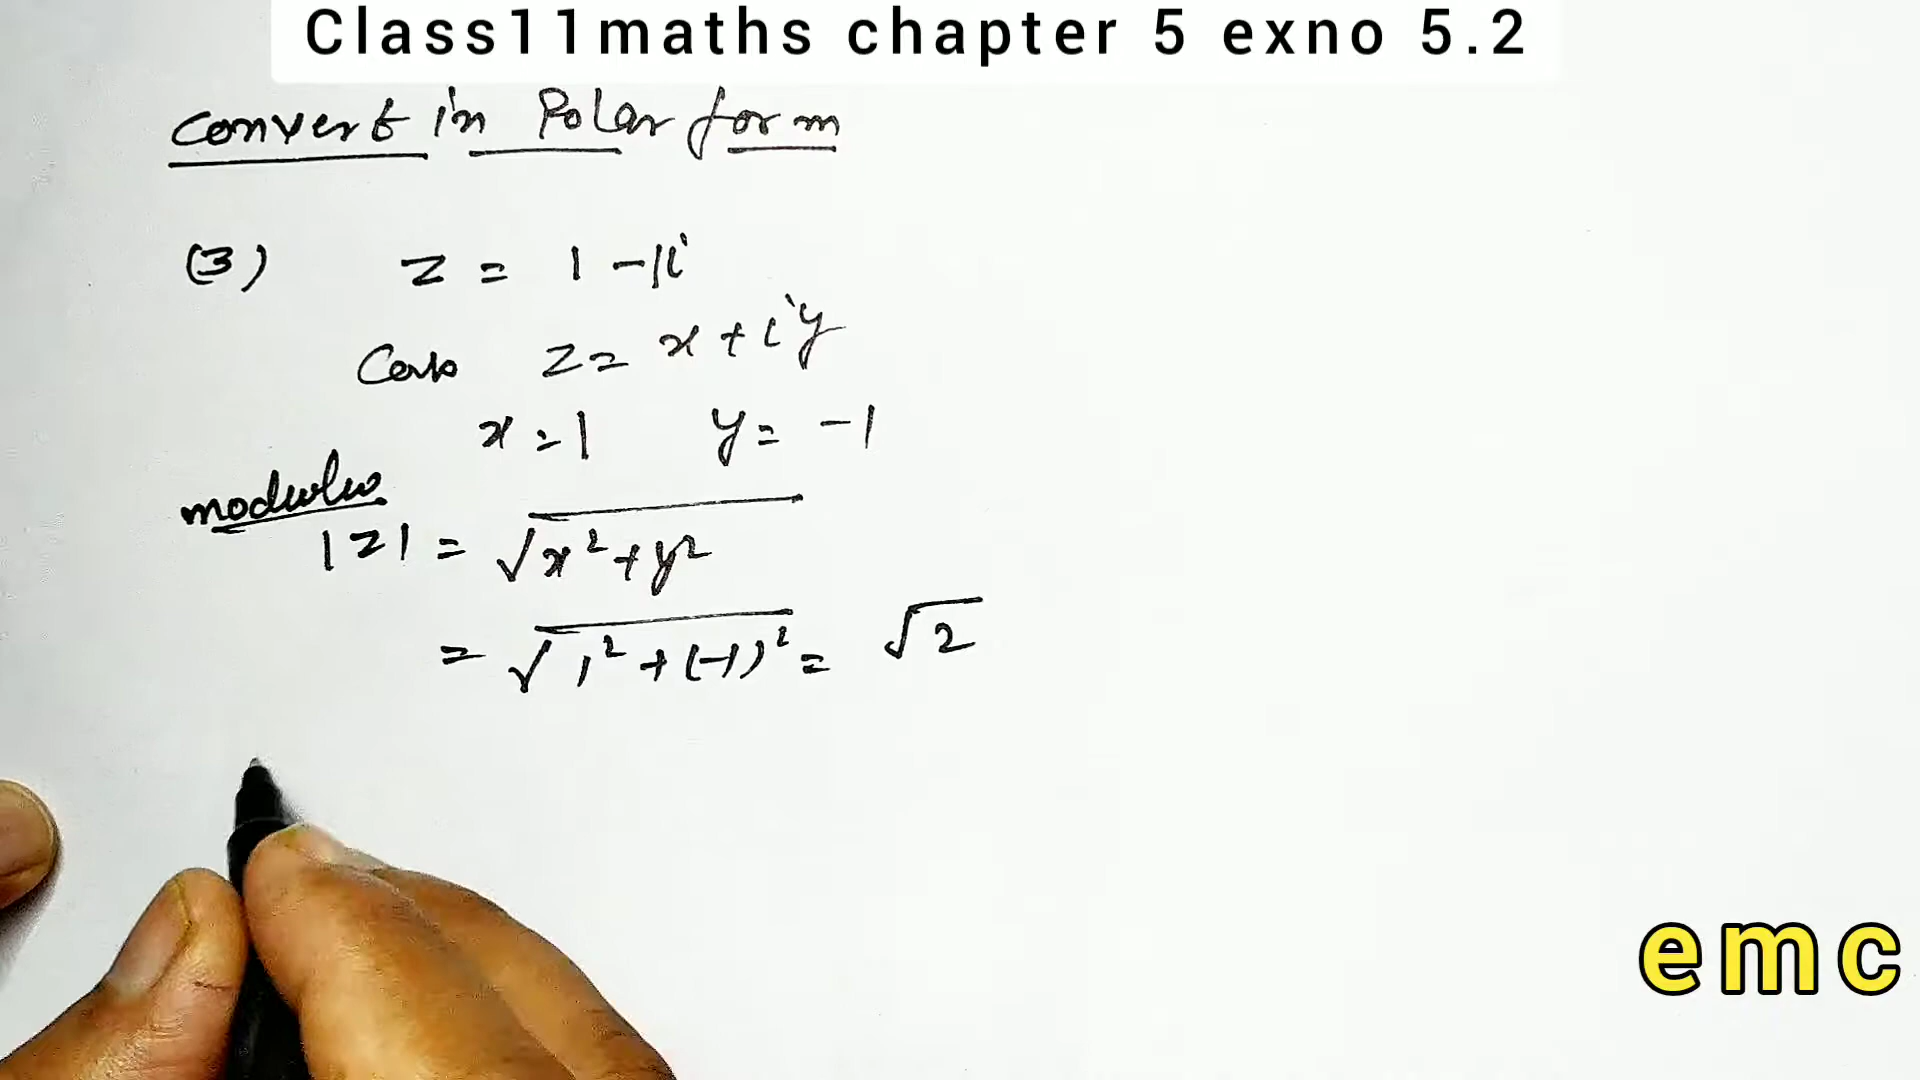 Class11maths chapter 5 exno 5.2
convert in Polar form
(3) z = 1 - 1i
z = x + iy
x = 1 y = -1
modulus
|z| = √x² + y²
= √1² + (-1)² = √2
emc